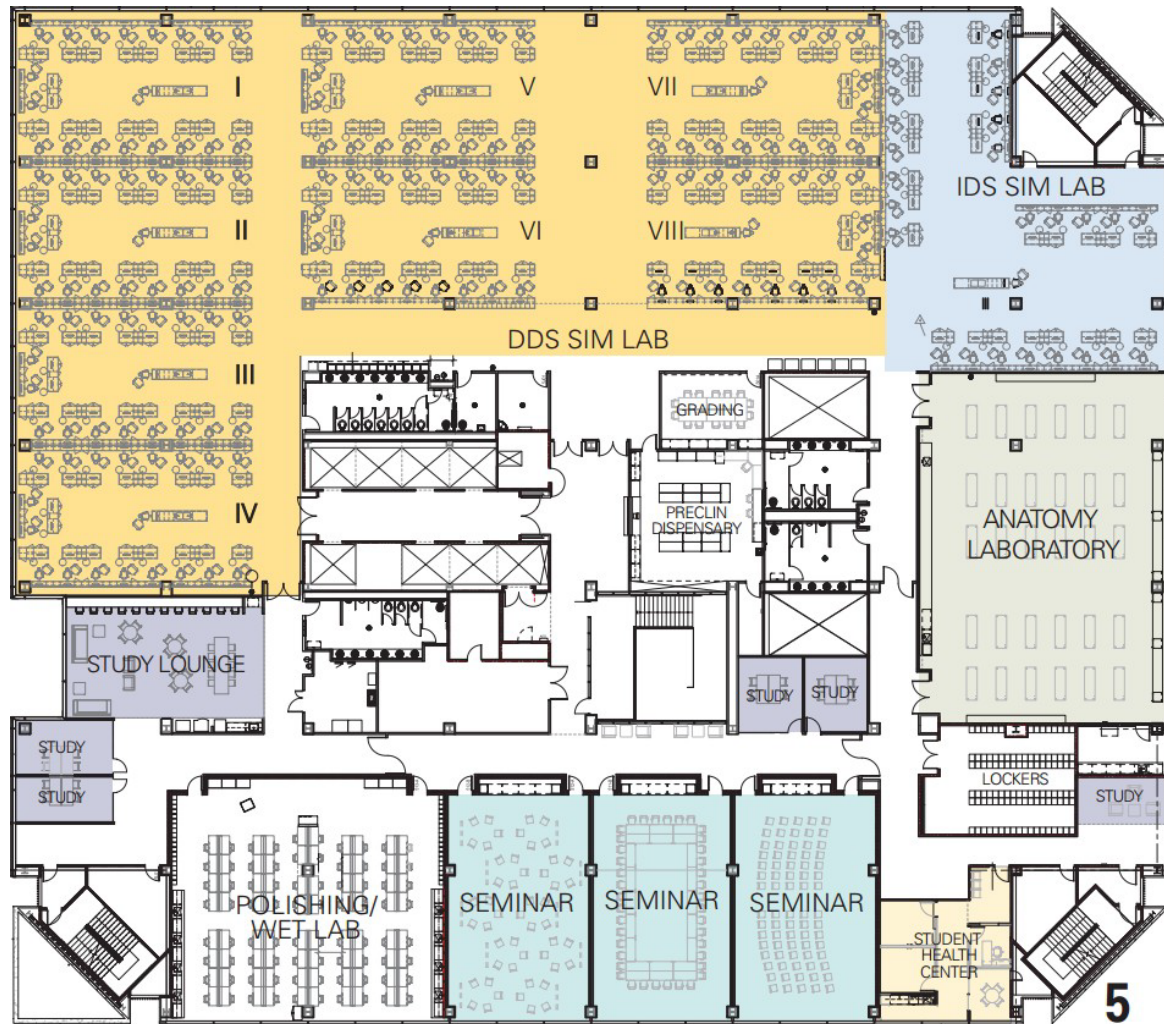 I
V
VII
II
VI
VIII
IDS SIM LAB
III
DDS SIM LAB
IV
GRADING
PRECLIN
DISPENSARY
ANATOMY
LABORATORY
STUDY LOUNGE
STUDY
STUDY
STUDY
STUDY
LOCKERS
STUDY
POLISHING/
WET LAB
SEMINAR
SEMINAR
SEMINAR
STUDENT
HEALTH
CENTER
5